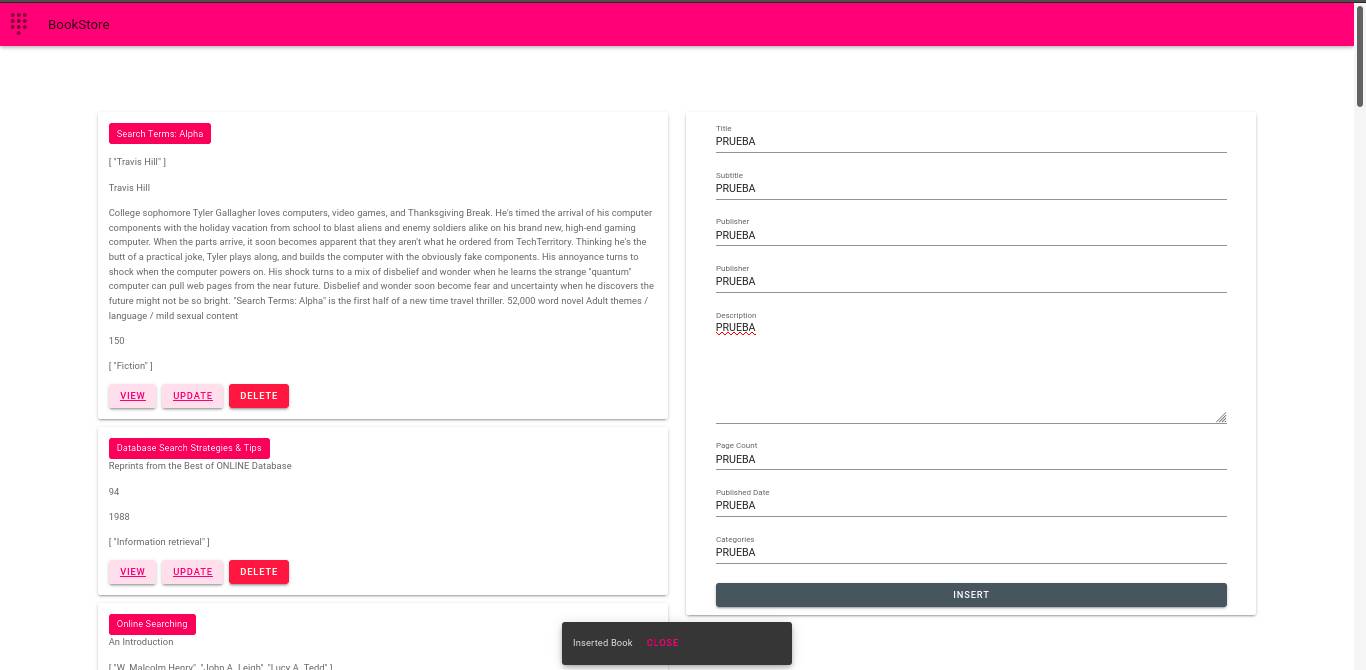 BookStore
Search Terms: Alpha
[ "Travis Hill" ]
Travis Hill
College sophomore Tyler Gallagher loves computers, video games, and Thanksgiving Break. He's timed the arrival of his computer
components with the holiday vacation from school to blast aliens and enemy soldiers alike on his brand new, high-end gaming
computer. When the parts arrive, it soon becomes apparent that they aren't what he ordered from TechTerritory. Thinking he's the
butt of a practical joke, Tyler plays along, and builds the computer with the obviously fake components. His annoyance turns to
shock when the computer powers on. His shock turns to a mix of disbelief and wonder when he learns the strange "quantum"
computer can pull web pages from the near future. Disbelief and wonder soon become fear and uncertainty when he discovers the
future might not be so bright. "Search Terms: Alpha" is the first half of a new time travel thriller. 52,000 word novel Adult themes /
language / mild sexual content
150
[ "Fiction" ]
VIEW UPDATE DELETE
Database Search Strategies & Tips
Reprints from the Best of ONLINE Database
94
1988
[ "Information retrieval" ]
VIEW UPDATE DELETE
Online Searching
An Introduction
[ "W. Malcolm Henry", "John A. Leigh", "Lucy A. Tedd" ]
Title
PRUEBA
Subtitle
PRUEBA
Publisher
PRUEBA
Publisher
PRUEBA
Description
PRUEBA
Page Count
PRUEBA
Published Date
PRUEBA
Categories
PRUEBA
INSERT
Inserted Book CLOSE